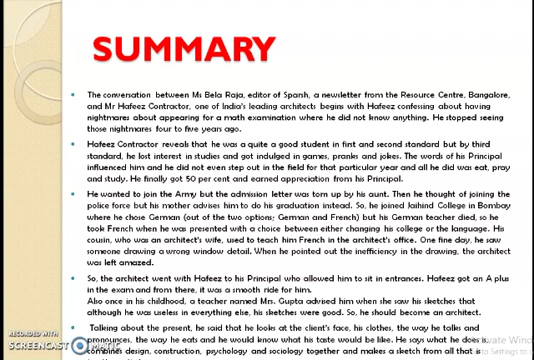 SUMMARY
The conversation between Ms Bela Raja, editor of Sparsh, a newsletter from the Resource Centre, Bangalore,
and Mr Hafeez Contractor, one of India's leading architects begins with Hafeez confessing about having
nightmares about appearing for a math examination where he did not know anything. He stopped seeing
those nightmares four to five years ago.
Hafeez Contractor reveals that he was a quite a good student in first and second standard but by third
standard, he lost interest in studies and got indulged in games, pranks and jokes. The words of his Principal
influenced him and he did not even step out in the field for that particular year and all he did was eat, pray
and study. He finally got 50 per cent and earned appreciation from his Principal.
He wanted to join the Army but the admission letter was torn up by his aunt. Then he thought of joining the
police force but his mother advises him to do his graduation instead. So, he joined Jaihind College in Bombay
where he chose German (out of the two options; German and French) but his German teacher died, so he
took French when he was presented with a choice between either changing his college or the language. His
cousin, who was an architect's wife, used to teach him French in the architect's office. One fine day, he saw
someone drawing a wrong window detail. When he pointed out the inefficiency in the drawing, the architect
was left amazed.
So, the architect went with Hafeez to his Principal who allowed him to sit in entrances. Hafeez got an A plus
in the exam and from there, it was a smooth ride for him.
Also once in his childhood, a teacher named Mrs. Gupta advised him when she saw his sketches that
although he was useless in everything else, his sketches were good. So, he should become an architect.
Talking about the present, he said that he looks at the client's face, his clothes, the way he talks and
pronounces, the way he eats and he would know what his taste would be like. He says what he does is,
combines design, construction, psychology and sociology together and makes a sketch from all that is
RECORDED WITH
SCREENCAST MATIC